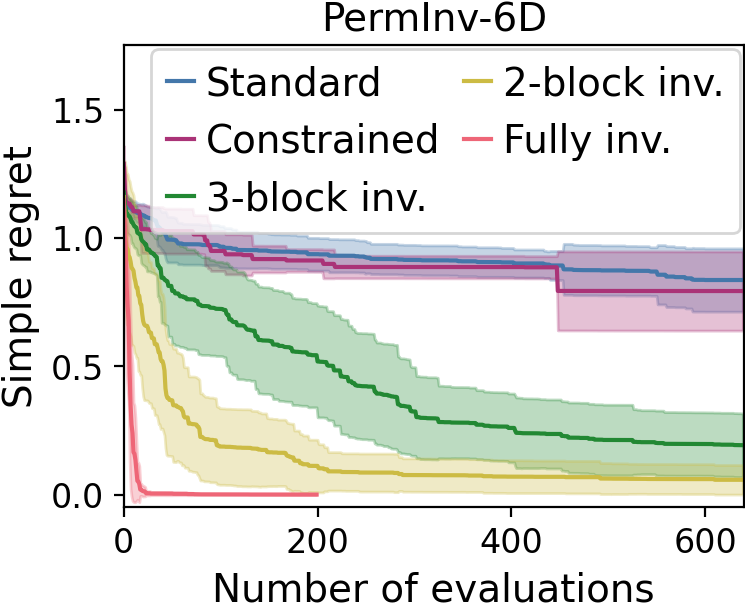 PermInv-6D
Standard
Constrained
3-block inv.
2-block inv.
Fully inv.
Simple regret
1.5
1.0
0.5
0.0
0
200
400
600
Number of evaluations